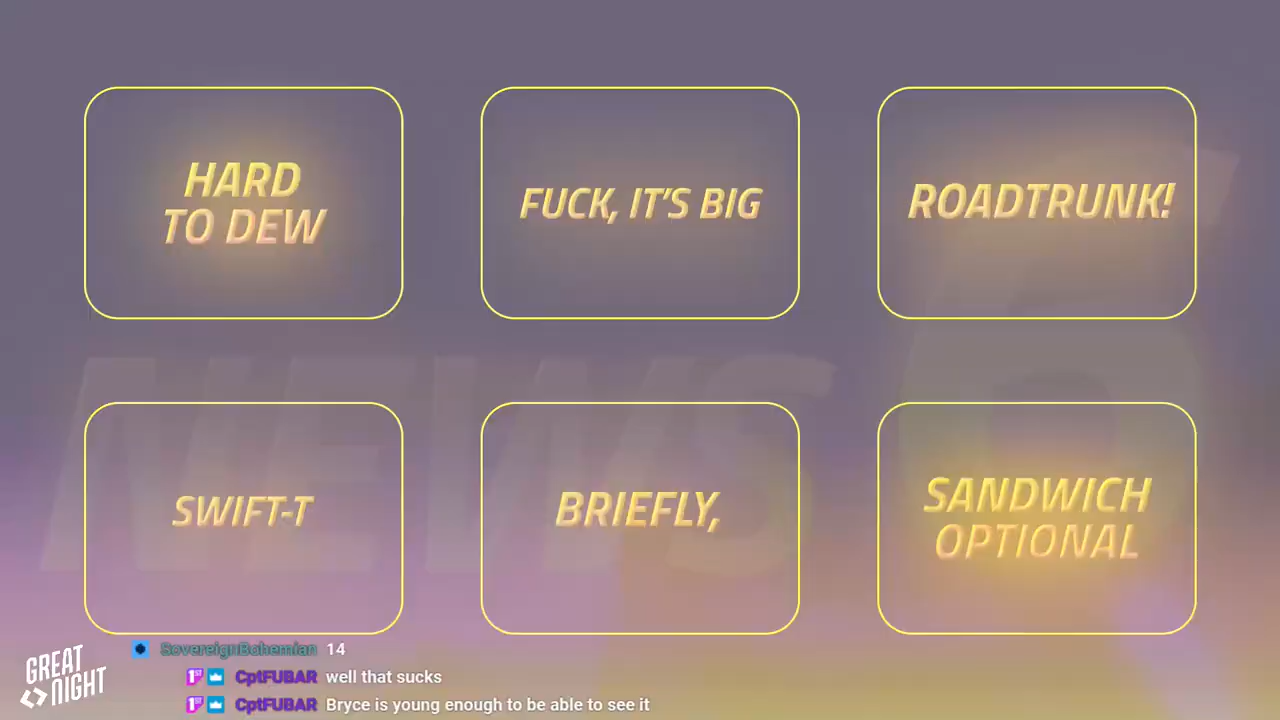 HARD
TO DEW
FUCK, IT'S BIG
ROADTRUNK!
NEWS
SWIFT-T
BRIEFLY,
SANDWICH
OPTIONAL
SovereignBohemian 14
CptFUBAR well that sucks
CptFUBAR Bryce is young enough to be able to see it
GREAT
NIGHT